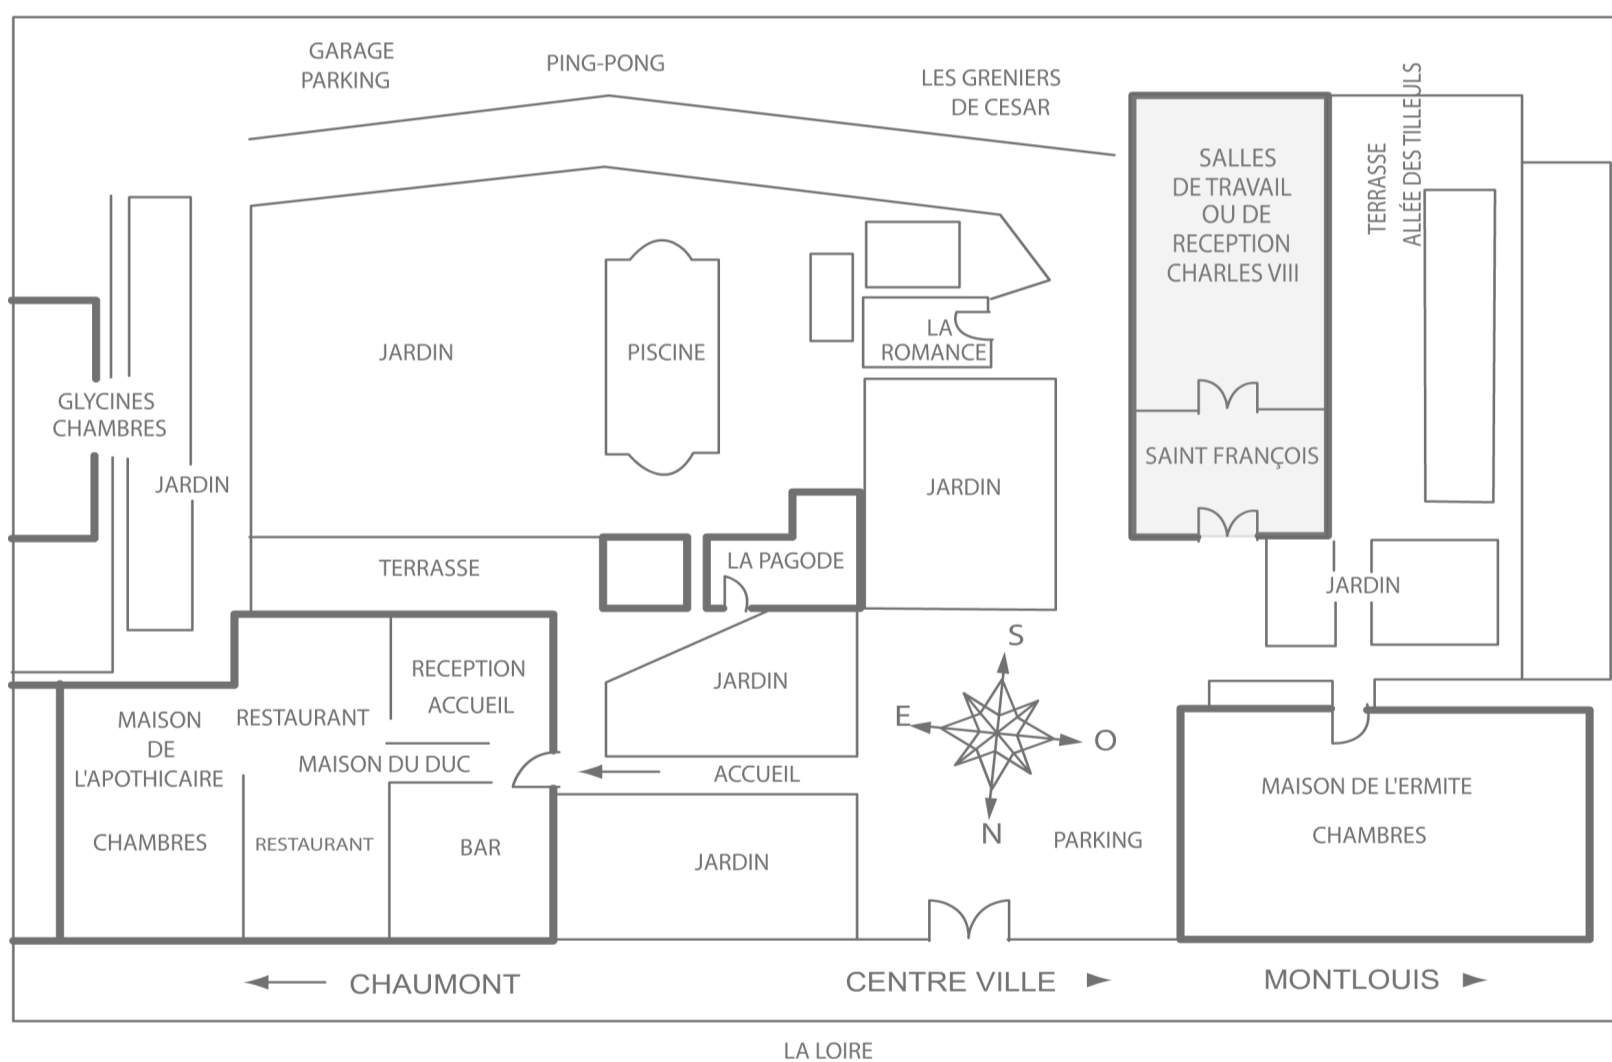 GARAGE
PARKING
PING-PONG
LES GRENIERS
DE CESAR
TERRASSE
ALLÉE DES TILLEULS
SALLES
DE TRAVAIL
OU DE
RECEPTION
CHARLES VIII
JARDIN
PISCINE
LA
ROMANCE
GLYCINES
CHAMBRES
JARDIN
JARDIN
SAINT FRANÇOIS
TERRASSE
LA PAGODE
JARDIN
RECEPTION
ACCUEIL
JARDIN
S
E
O
N
MAISON
DE
L'APOTHICAIRE
CHAMBRES
RESTAURANT
MAISON DU DUC
RESTAURANT
BAR
ACCUEIL
JARDIN
PARKING
MAISON DE L'ERMITE
CHAMBRES
CHAUMONT
CENTRE VILLE
MONTLOUIS
LA LOIRE